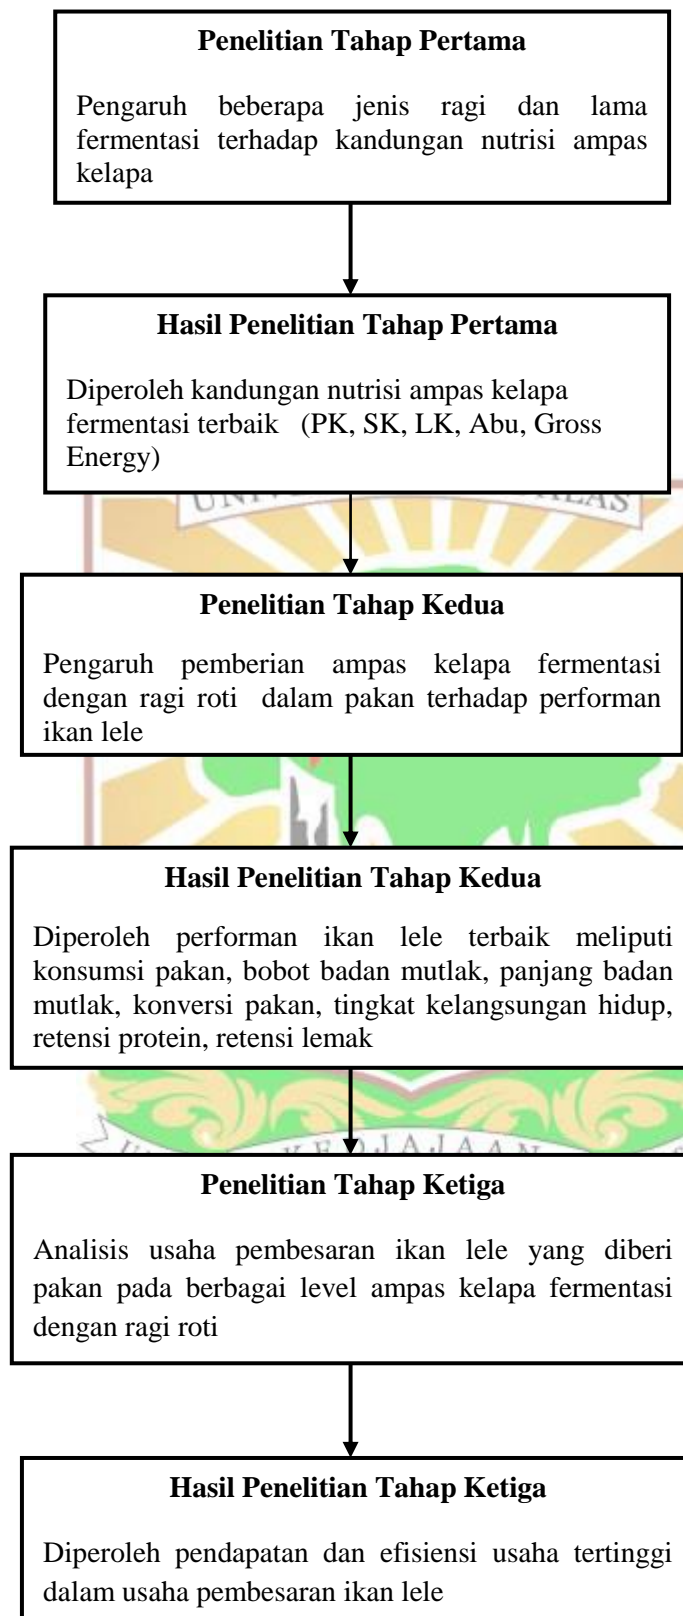 Penelitian Tahap Pertama
Pengaruh beberapa jenis ragi dan lama
fermentasi terhadap kandungan nutrisi ampas
kelapa
Hasil Penelitian Tahap Pertama
Diperoleh kandungan nutrisi ampas kelapa
fermentasi terbaik (PK, SK, LK, Abu, Gross
Energy)
Penelitian Tahap Kedua
Pengaruh pemberian ampas kelapa fermentasi
dengan ragi roti dalam pakan terhadap performan
ikan lele
Hasil Penelitian Tahap Kedua
Diperoleh performan ikan lele terbaik meliputi
konsumsi pakan, bobot badan mutlak, panjang badan
mutlak, konversi pakan, tingkat kelangsungan hidup,
retensi protein, retensi lemak
KEDJAJAAN
Penelitian Tahap Ketiga
Analisis usaha pembesaran ikan lele yang diberi
pakan pada berbagai level ampas kelapa fermentasi
dengan ragi roti
Hasil Penelitian Tahap Ketiga
Diperoleh pendapatan dan efisiensi usaha tertinggi
dalam usaha pembesaran ikan lele